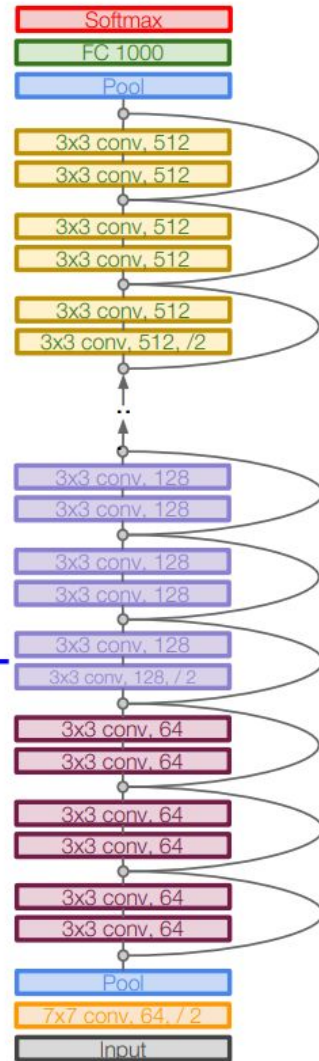 Softmax
FC 1000
Pool
3x3 conv, 512
3x3 conv, 512
3x3 conv, 512
3x3 conv, 512
3x3 conv, 512
3x3 conv, 512, /2
..
3x3 conv, 128
3x3 conv, 128
3x3 conv, 128
3x3 conv, 128
3x3 conv, 128
3x3 conv, 128, / 2
3x3 conv, 64
3x3 conv, 64
3x3 conv, 64
3x3 conv, 64
3x3 conv, 64
3x3 conv, 64
Pool
7x7 conv, 64, / 2
Input